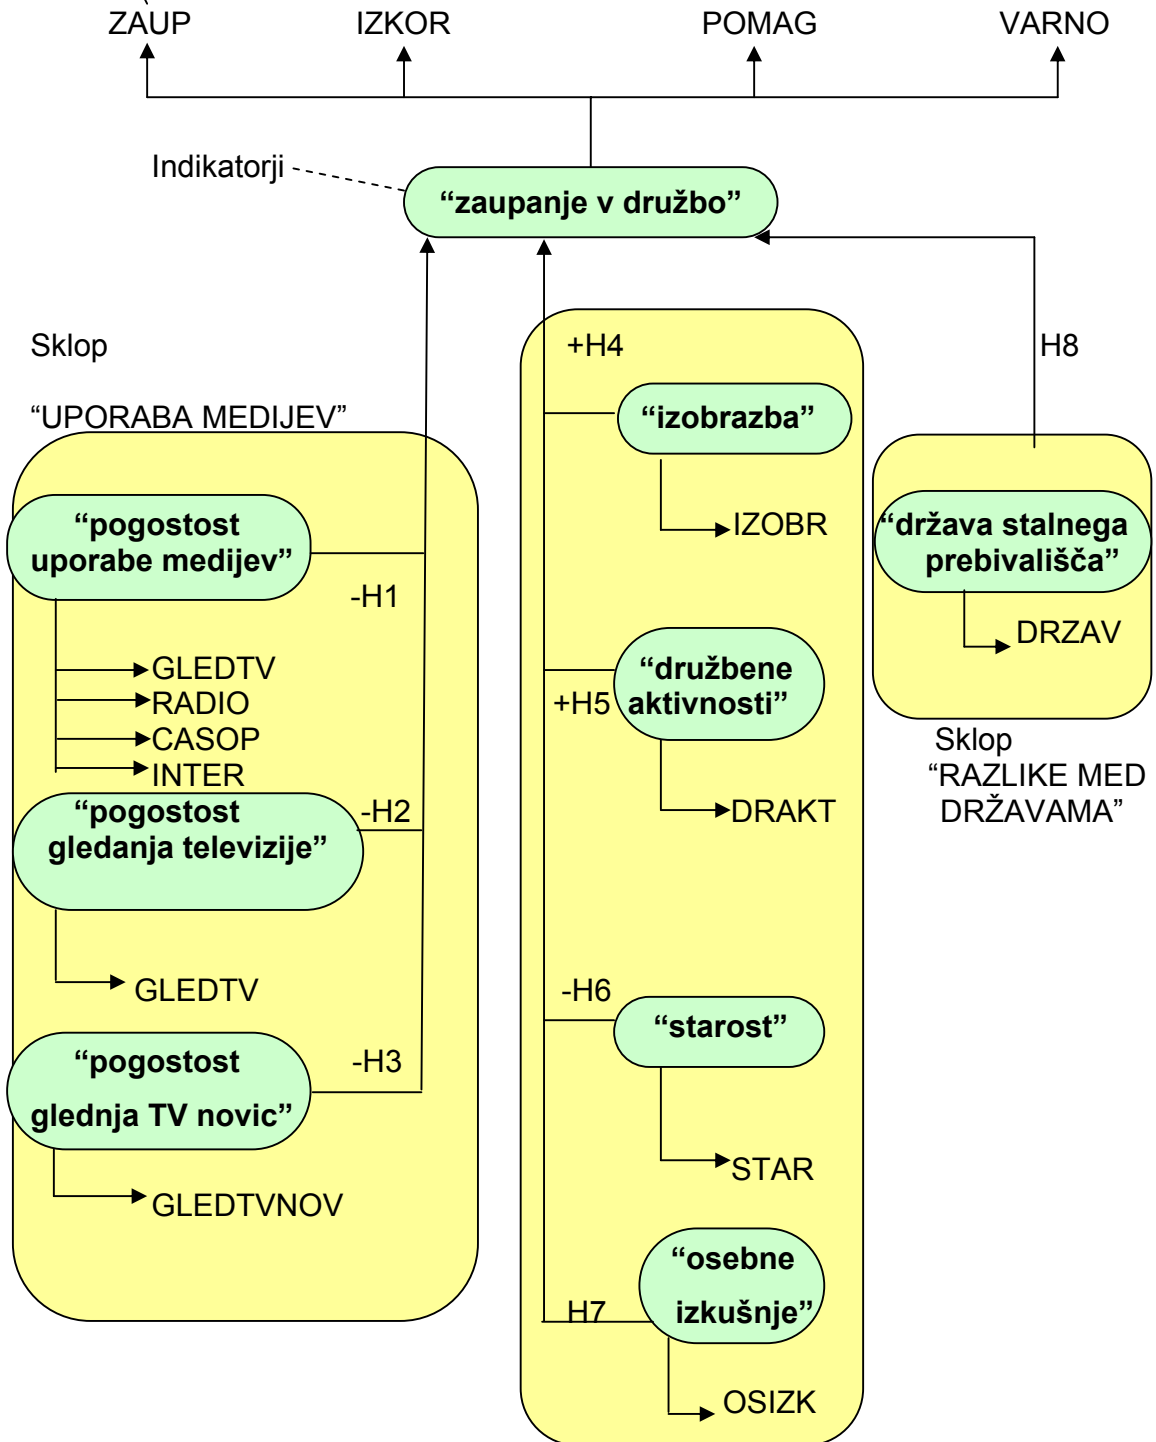 ZAUP IZKOR POMAG VARNO
Indikatorji
“zaupanje v družbo”
Sklop
“UPORABA MEDIJEV”
“pogostost
uporabe medijev”
-H1
GLEDTV
RADIO
CASOP
INTER
“pogostost
gledanja televizije”
-H2
GLEDTV
“pogostost
glednja TV novic”
-H3
GLEDTVNOV
+H4
“izobrazba”
IZOBR
+H5
“družbene
aktivnosti”
DRAKT
-H6
“starost”
STAR
H7
“osebne
izkušnje”
OSIZK
H8
“država stalnega
prebivališča”
DRZAV
Sklop
“RAZLIKE MED
DRŽAVAMA”